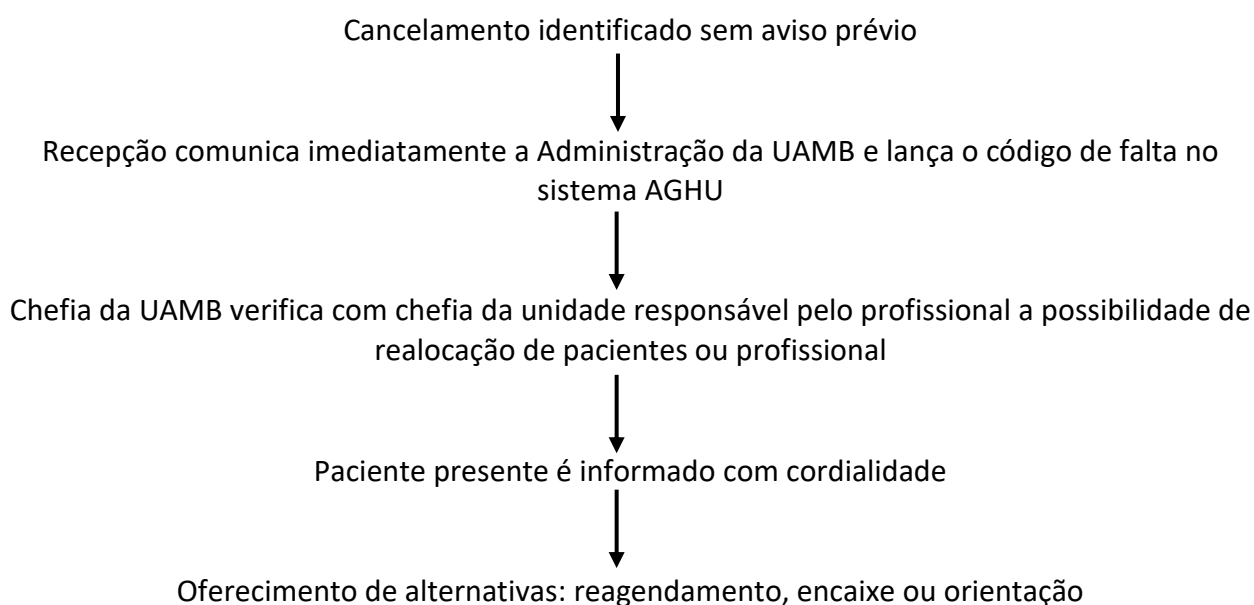 Cancelamento identificado sem aviso prévio
Recepção comunica imediatamente a Administração da UAMB e lança o código de falta no
sistema AGHU
Chefia da UAMB verifica com chefia da unidade responsável pelo profissional a possibilidade de
realocação de pacientes ou profissional
Paciente presente é informado com cordialidade
Oferecimento de alternativas: reagendamento, encaixe ou orientação